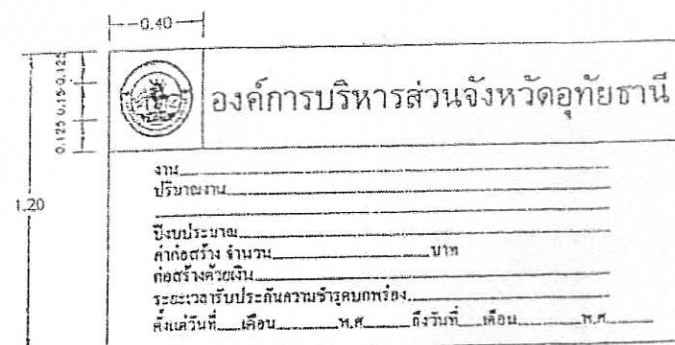 0.40
0.125 0.15 0.125
1.20
องค์การบริหารส่วนจังหวัดอุทัยธานี
งาน
ปริมาณงาน
ปีงบประมาณ
ค่าก่อสร้าง จำนวน บาท
ก่อสร้างด้วยเงิน
ระยะเวลารับประกันความชำรุดบกพร่อง
ตั้งแต่วันที่ เดือน พ.ศ. ถึงวันที่ เดือน พ.ศ.